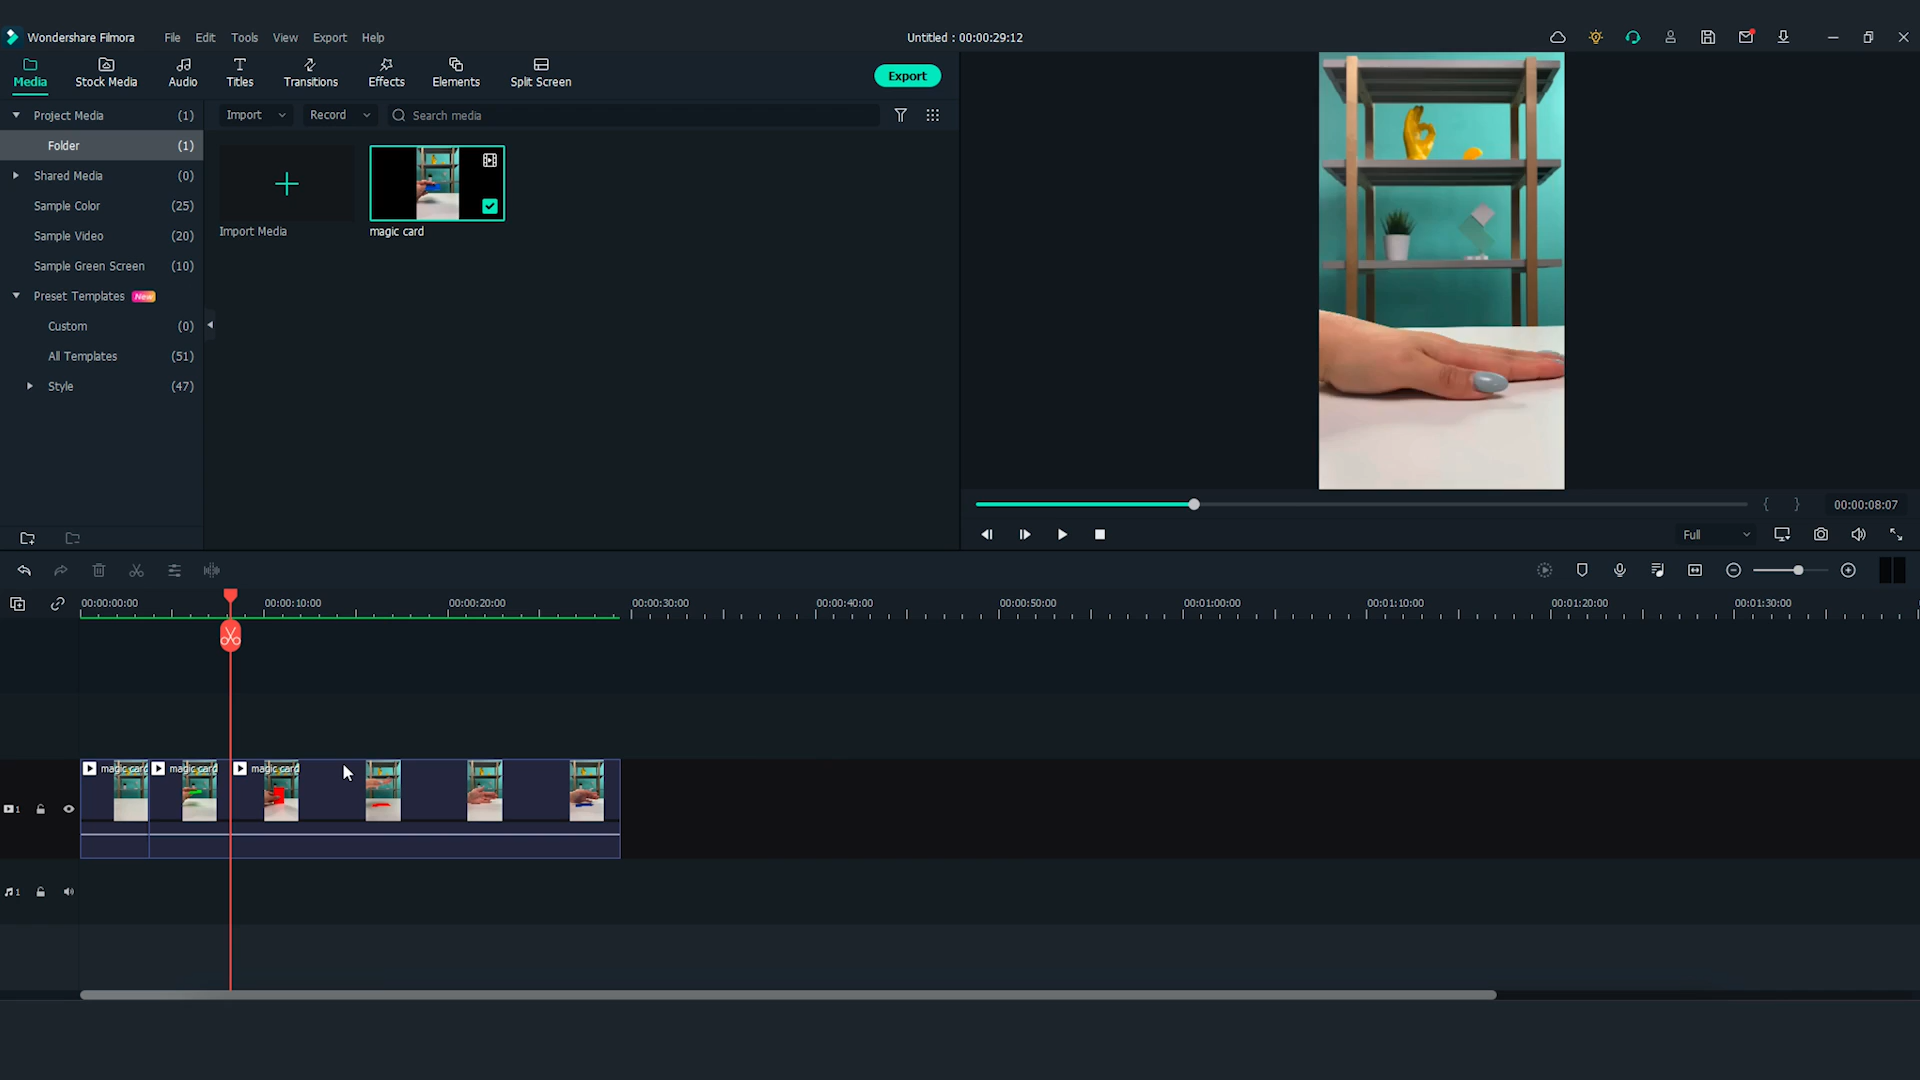 Wondershare Filmora File Edit Tools View Export Help Untitled : 00:00:29:12
Media Stock Media Audio Titles Transitions Effects Elements Split Screen Export
Project Media (1) Import Record Search media
Folder (1)
Shared Media (0)
Sample Color (25)
Sample Video (20)
Import Media magic card
Sample Green Screen (10)
Preset Templates New
Custom (0)
All Templates (51)
Style (47)
00:00:08:07
Full
00:00:00:00 00:00:10:00 00:00:20:00 00:00:30:00 00:00:40:00 00:00:50:00 00:01:00:00 00:01:10:00 00:01:20:00 00:01:30:00
magic card magic card magic card
1
1